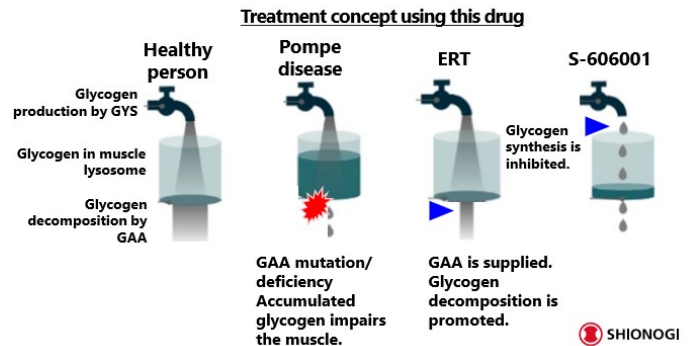 Treatment concept using this drug
Healthy
person
Pompe
disease
ERT
S-606001
Glycogen
production by GYS
Glycogen in muscle
lysosome
Glycogen
decomposition by
GAA
Glycogen
synthesis is
inhibited.
GAA mutation/
deficiency
Accumulated
glycogen impairs
the muscle.
GAA is supplied.
Glycogen
decomposition is
promoted.
SHIONOGI